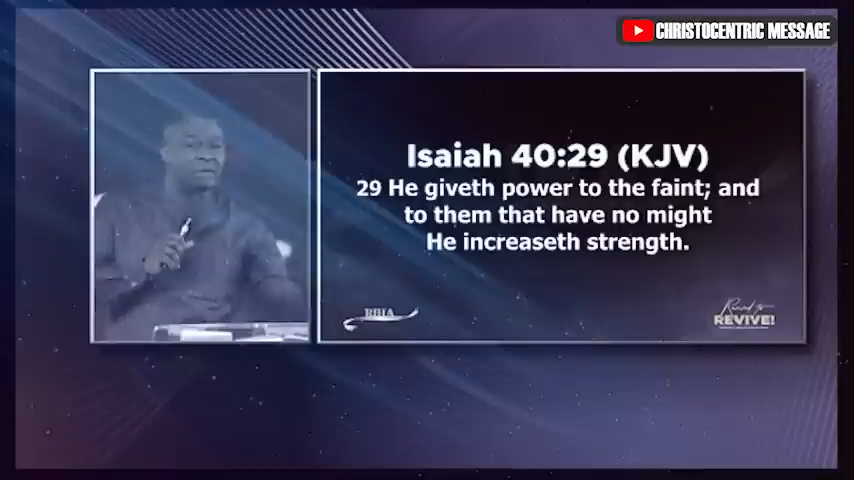 CHRISTOCENTRIC MESSAGE
Isaiah 40:29 (KJV)
29 He giveth power to the faint; and
to them that have no might
He increaseth strength.
RHA
REVIVE!